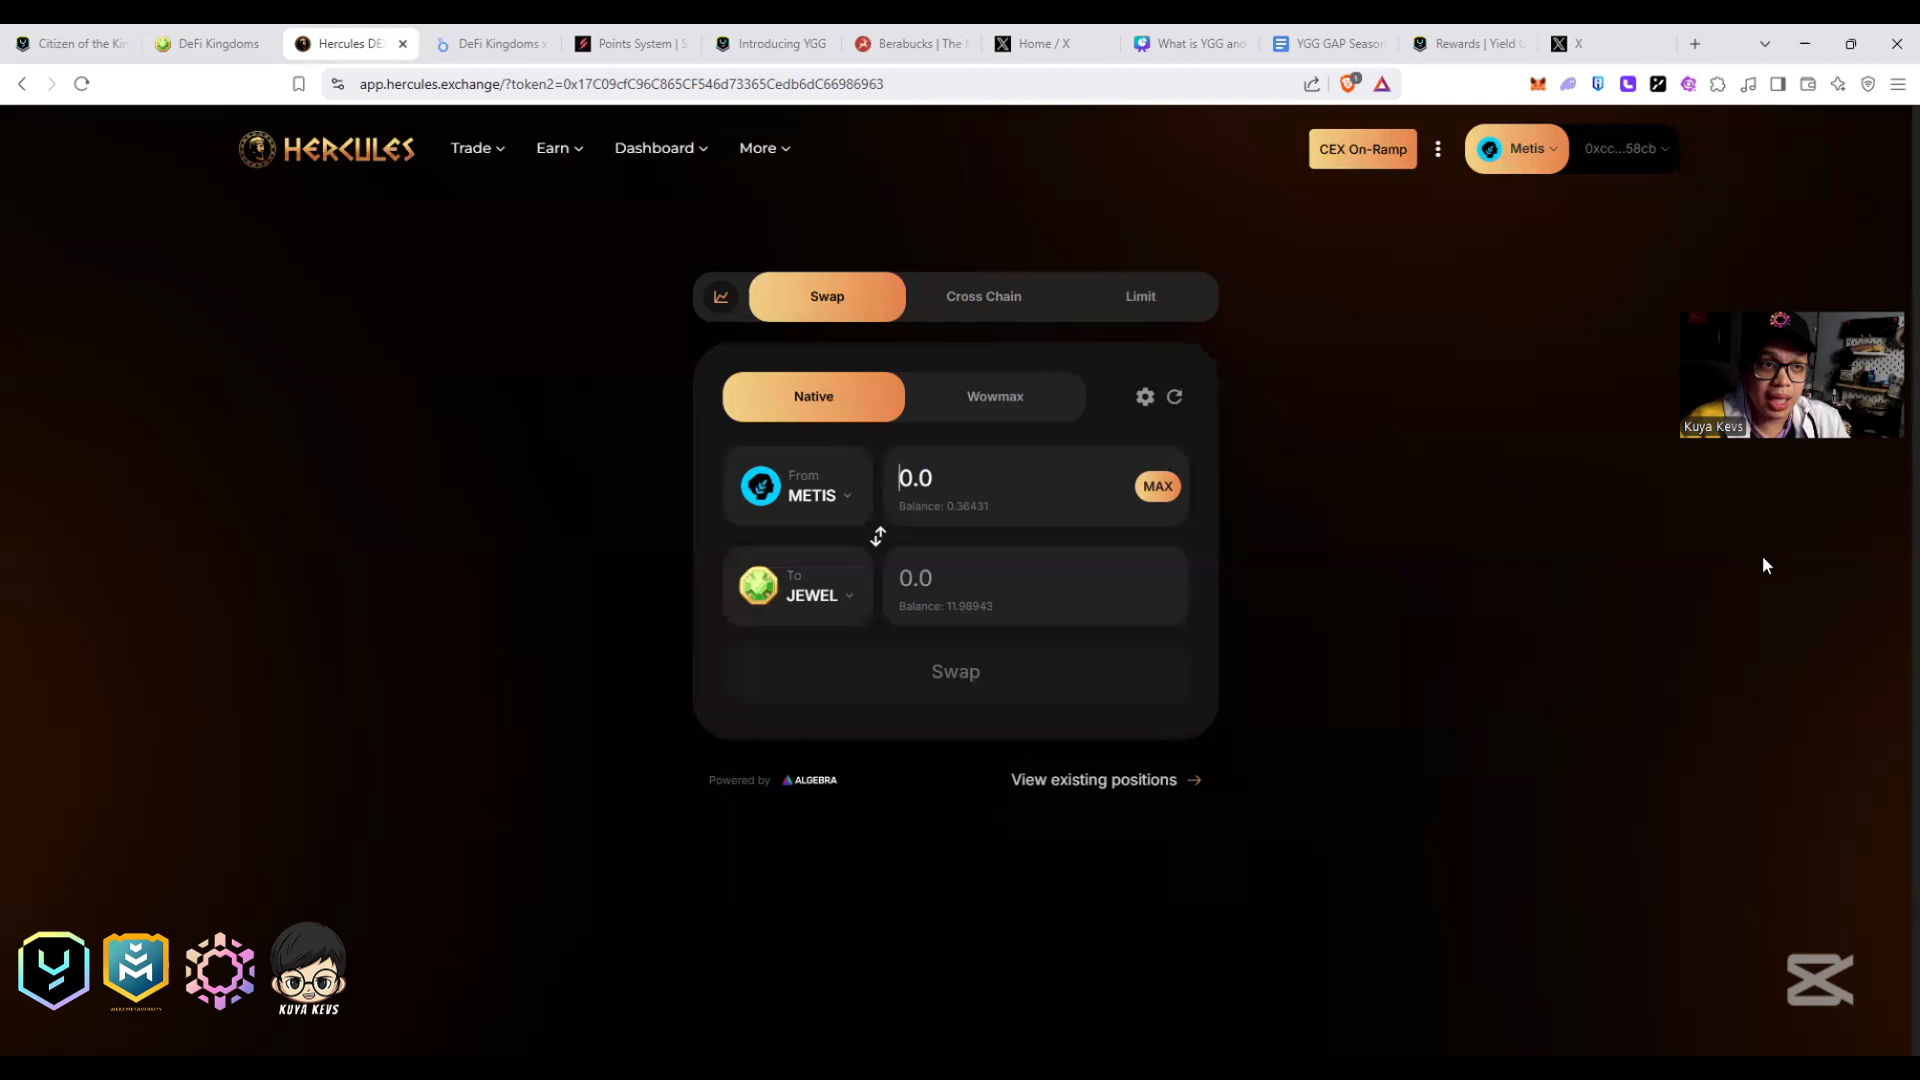 Citizen of the Kin
DeFi Kingdoms
Hercules DE
DeFi Kingdoms x
Points System | S
Introducing YGG
Berabucks | The
Home / X
What is YGG and
YGG GAP Season
Rewards | Yield G
X
app.hercules.exchange/?token2=0x17C09cfC96C865CF546d73365Cedb6dC66986963
1
HERCULES
Trade
Earn
Dashboard
More
CEX On-Ramp
Metis
0xcc...58cb
Swap
Cross Chain
Limit
Native
Wowmax
From
METIS
0.0
Balance: 0.36431
MAX
To
JEWEL
0.0
Balance: 11.98943
Swap
Powered by
ALGEBRA
View existing positions
Kuya Kevs
WEB3 METAVERSITY
KUYA KEVS